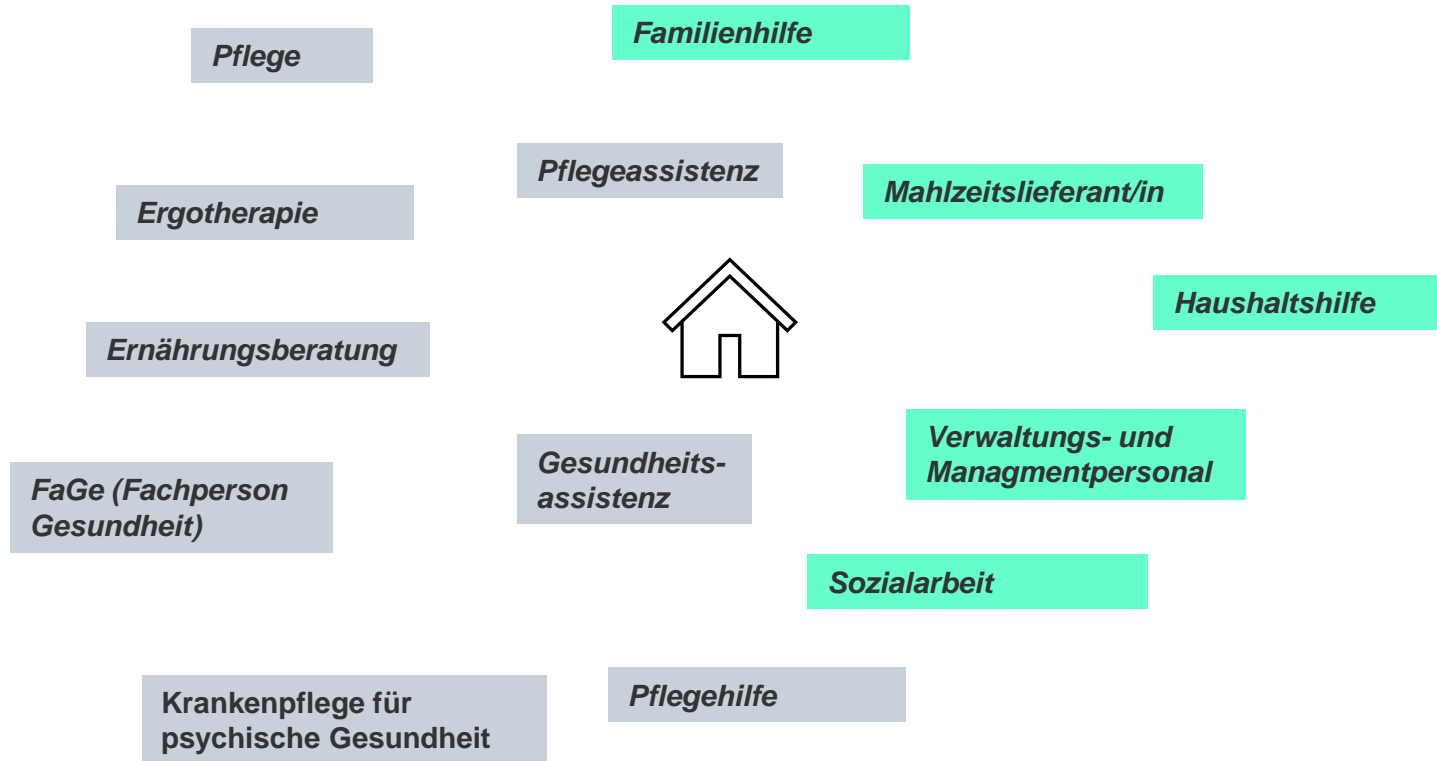 Familienhilfe
Pflege
Pflegeassistenz
Mahlzeitslieferant/in
Ergotherapie
Haushaltshilfe
Ernährungsberatung
Verwaltungs- und
Managmentpersonal
Gesundheits-
assistenz
FaGe (Fachperson
Gesundheit)
Sozialarbeit
Pflegehilfe
Krankenpflege für
psychische Gesundheit